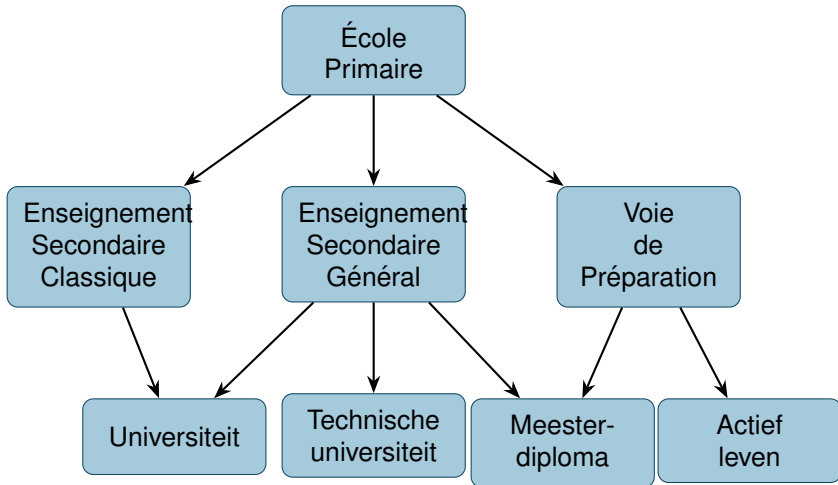 École
Primaire
Enseignement
Secondaire
Classique
Enseignement
Secondaire
Général
Voie
de
Préparation
Universiteit
Technische
universiteit
Meester-
diploma
Actief
leven